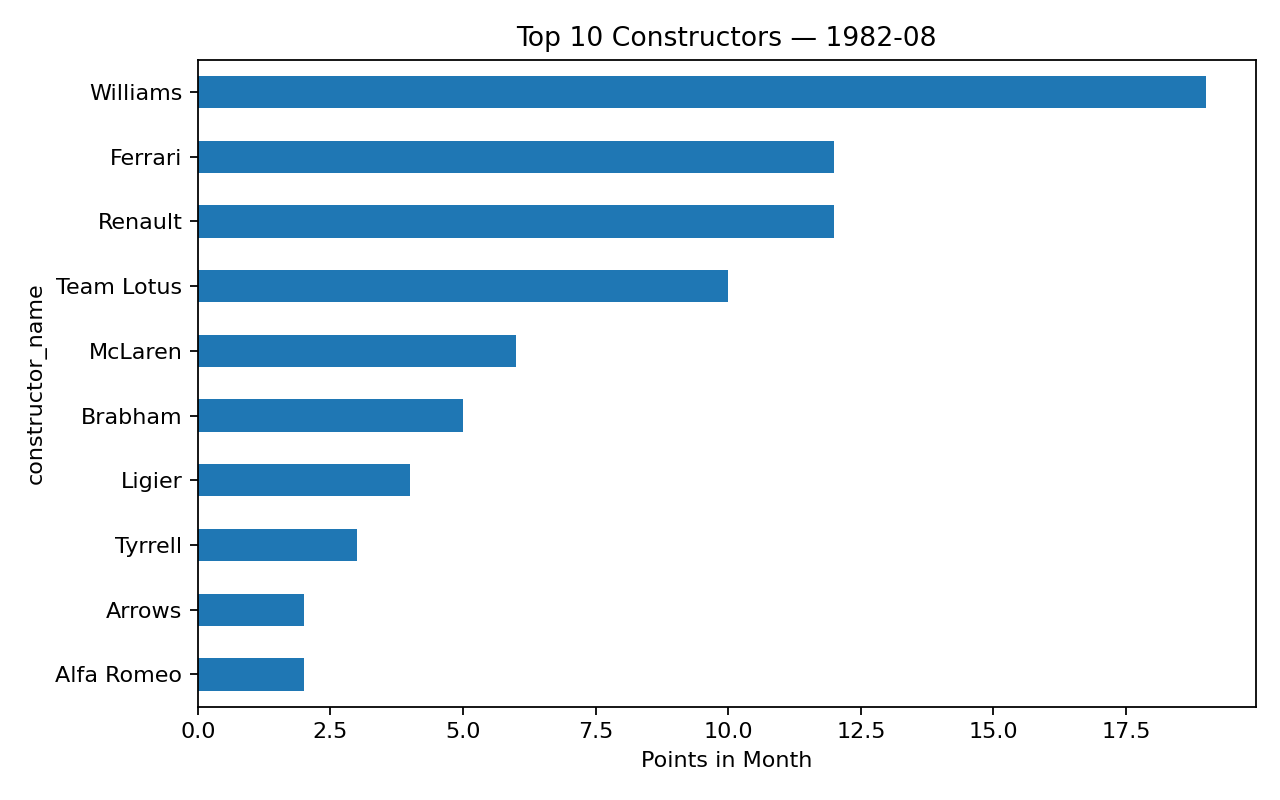 Top 10 Constructors — 1982-08
constructor_name
Williams
Ferrari
Renault
Team Lotus
McLaren
Brabham
Ligier
Tyrrell
Arrows
Alfa Romeo
0.0 2.5 5.0 7.5 10.0 12.5 15.0 17.5
Points in Month